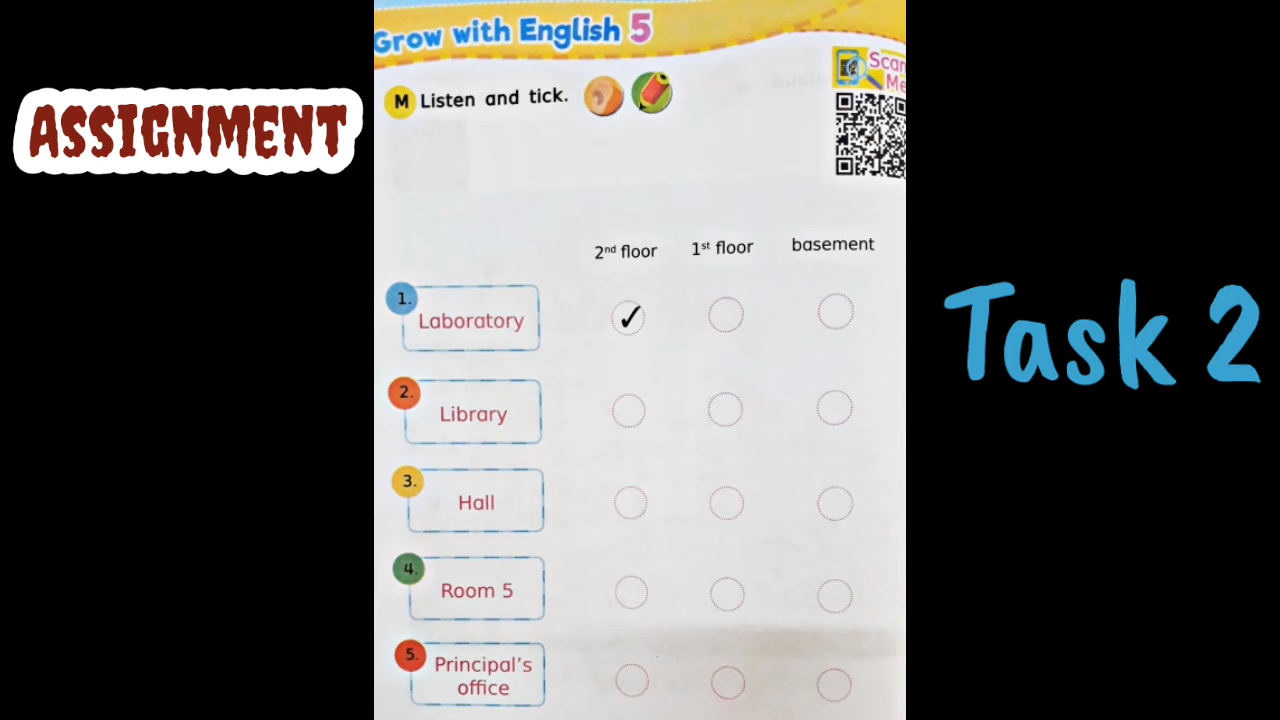 Grow with English 5
ASSIGNMENT
M Listen and tick.
Scan
Me
2nd floor 1st floor basement
1. Laboratory ✓
2. Library
3. Hall
4. Room 5
5. Principal's
office
Task 2